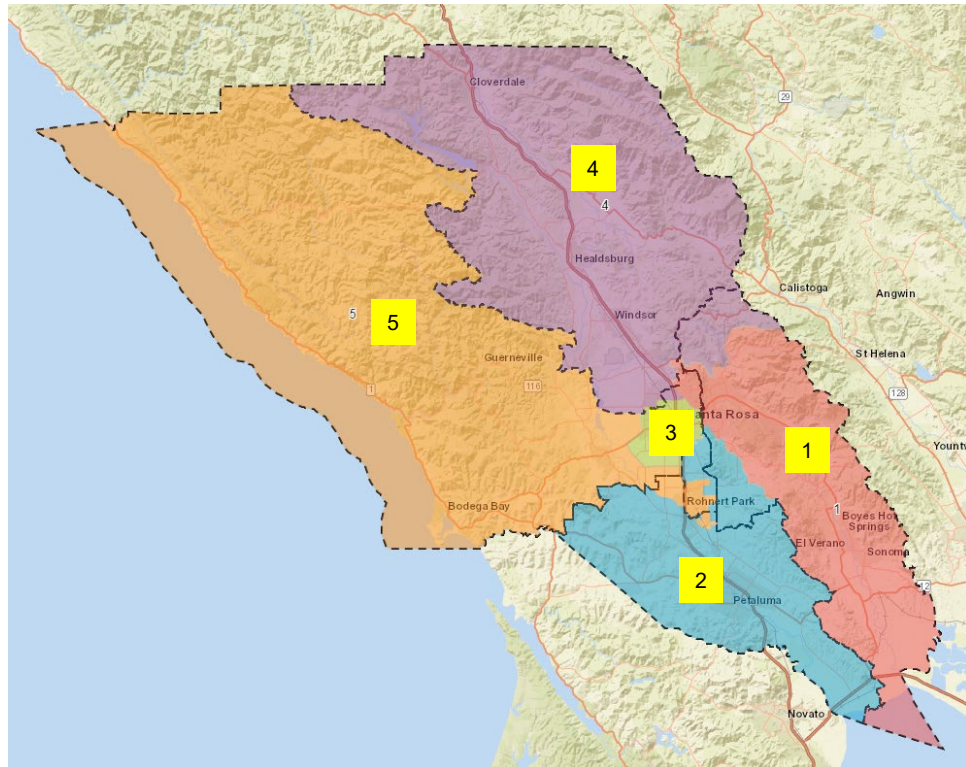 Cloverdale
29
4
4
Healdsburg
Calistoga
Angwin
Windsor
5
5
Guerneville
St Helena
116
1
128
3
anta Rosa
1
Yountv
Rohnert Park
Bodega Bay
1
Boyes Hot
Springs
El Verano
Sonoma
2
12
Petaluma
Novato